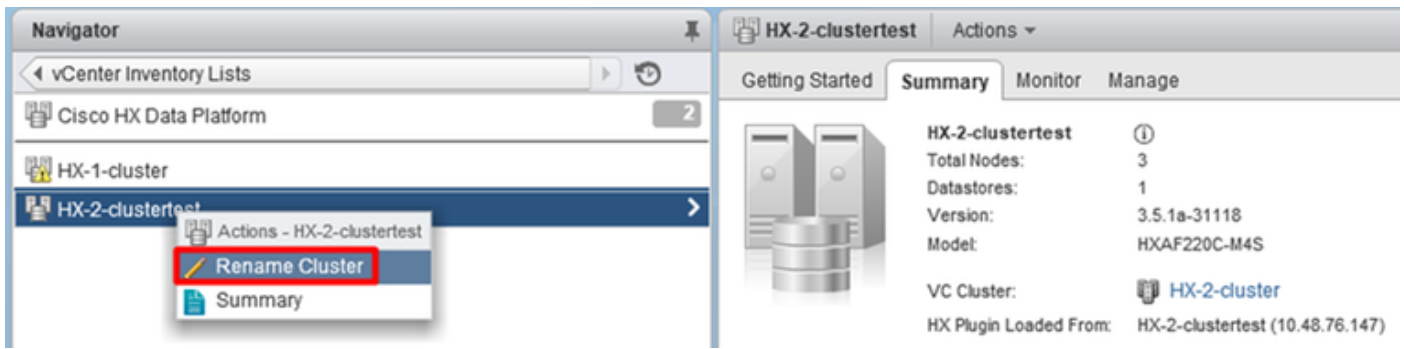 Navigator
vCenter Inventory Lists
Cisco HX Data Platform 2
HX-1-cluster
HX-2-clustertest
Actions - HX-2-clustertest
Rename Cluster
Summary
HX-2-clustertest Actions
Getting Started Summary Monitor Manage
HX-2-clustertest
Total Nodes: 3
Datastores: 1
Version: 3.5.1a-31118
Model: HXAF220C-M4S
VC Cluster: HX-2-cluster
HX Plugin Loaded From: HX-2-clustertest (10.48.76.147)